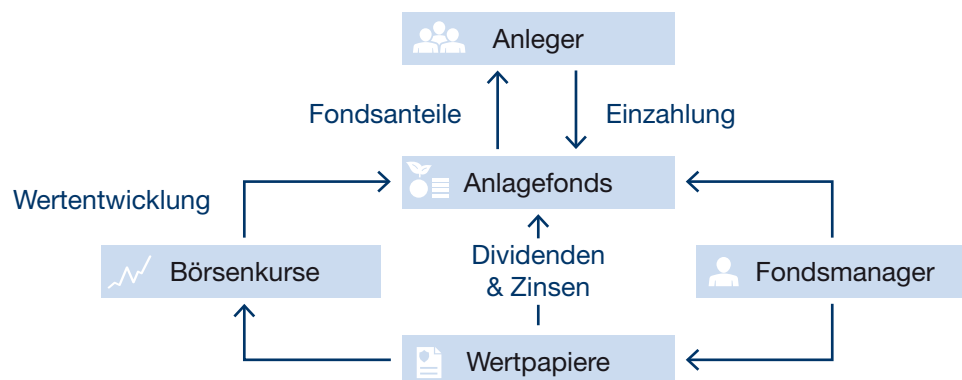 Anleger
Fondsanteile
Einzahlung
Anlagefonds
Wertentwicklung
Dividenden
& Zinsen
Börsenkurse
Fondsmanager
Wertpapiere